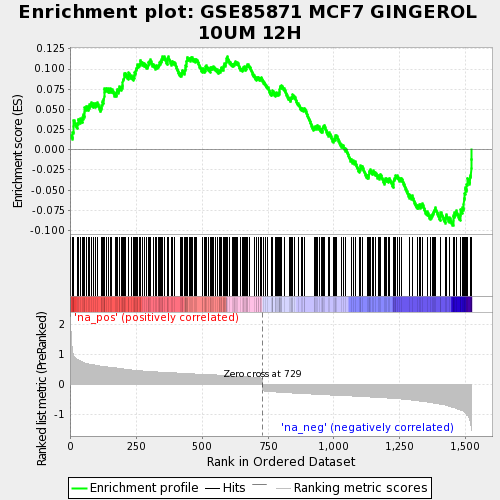 Enrichment plot: GSE85871 MCF7 GINGEROL
10UM 12H
Enrichment score (ES)
0.125
0.100
0.075
0.050
0.025
0.000
-0.025
-0.050
-0.075
-0.100
'na_pos' (positively correlated)
Ranked list metric (PreRanked)
2
1
0
-1
Zero cross at 729
'na_neg' (negatively correlated)
0
250
500
750
1,000
1,250
1,500
Rank in Ordered Dataset
Enrichment profile
Hits
Ranking metric scores